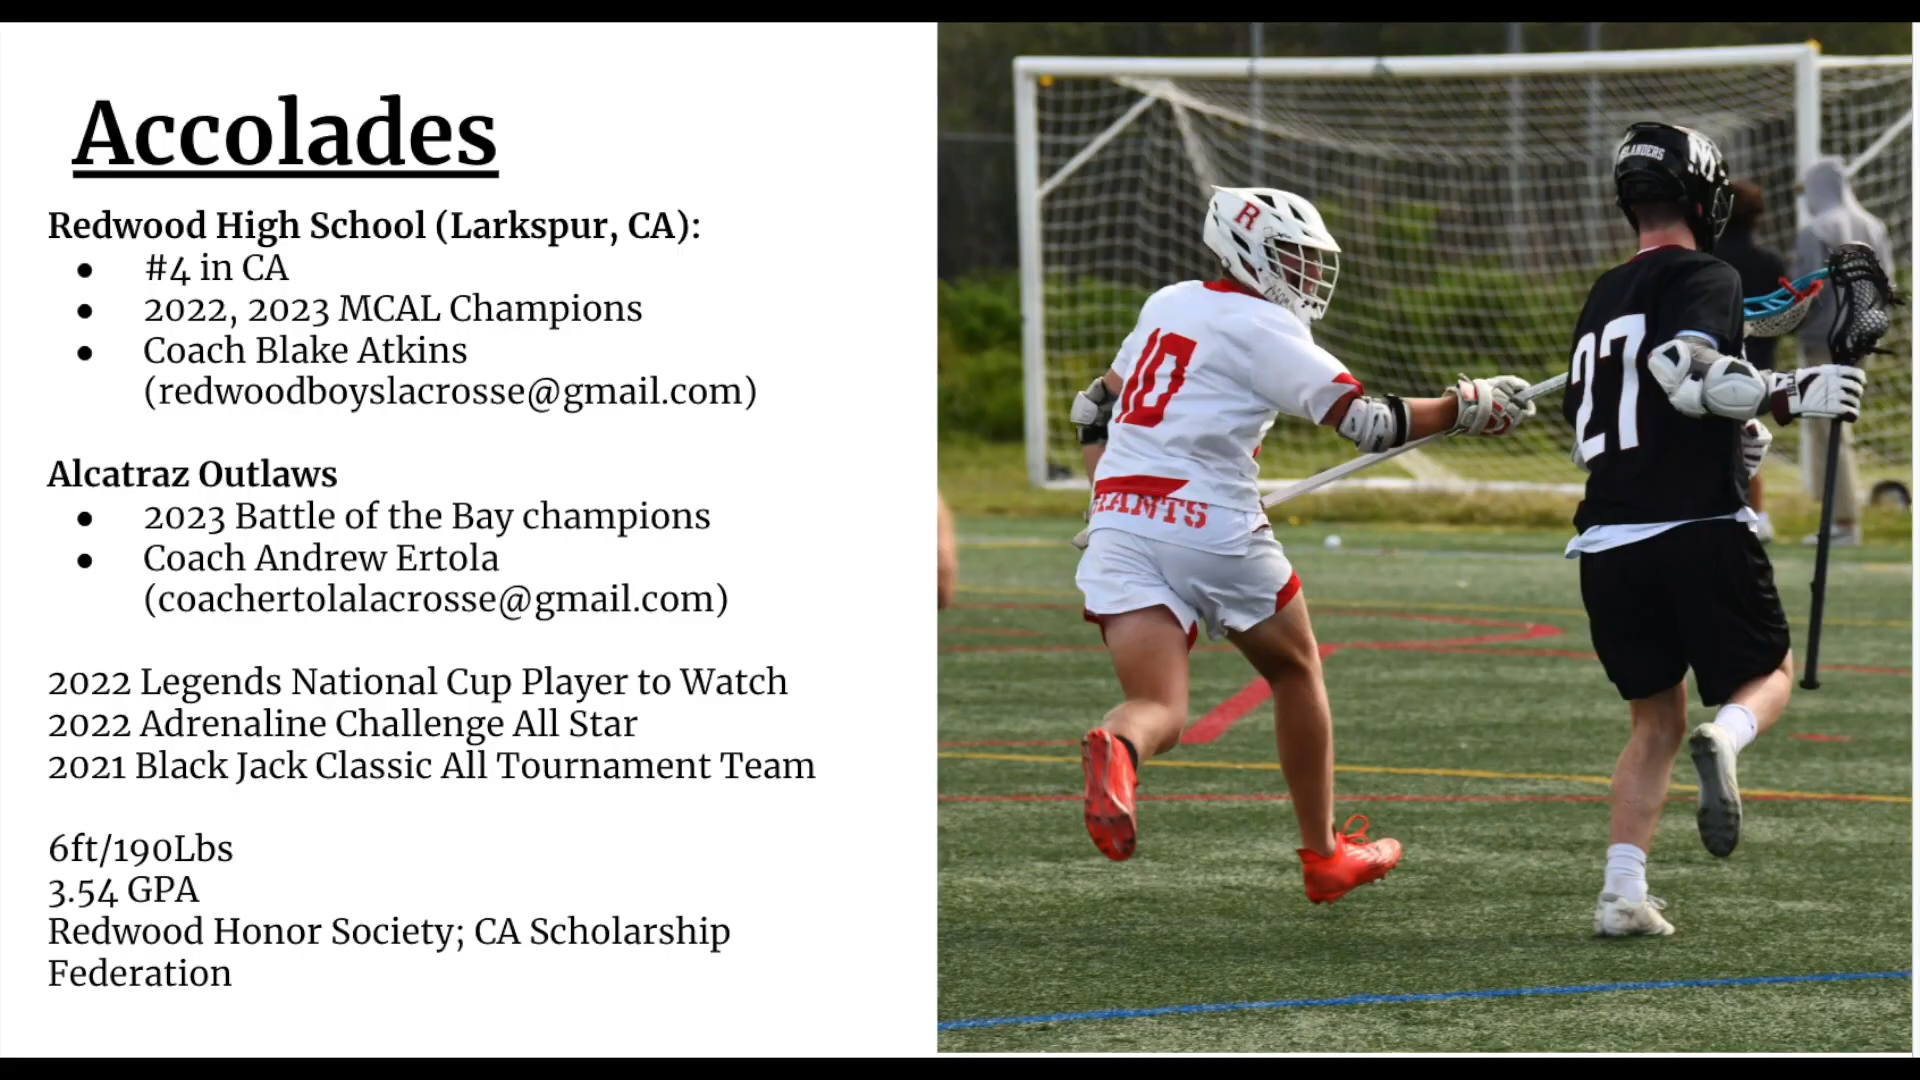 Accolades
Redwood High School (Larkspur, CA):
● #4 in CA
● 2022, 2023 MCAL Champions
● Coach Blake Atkins
(redwoodboyslacrosse@gmail.com)
Alcatraz Outlaws
● 2023 Battle of the Bay champions
● Coach Andrew Ertola
(coachertolalacrosse@gmail.com)
2022 Legends National Cup Player to Watch
2022 Adrenaline Challenge All Star
2021 Black Jack Classic All Tournament Team
6ft/190Lbs
3.54 GPA
Redwood Honor Society; CA Scholarship
Federation
R
10
27